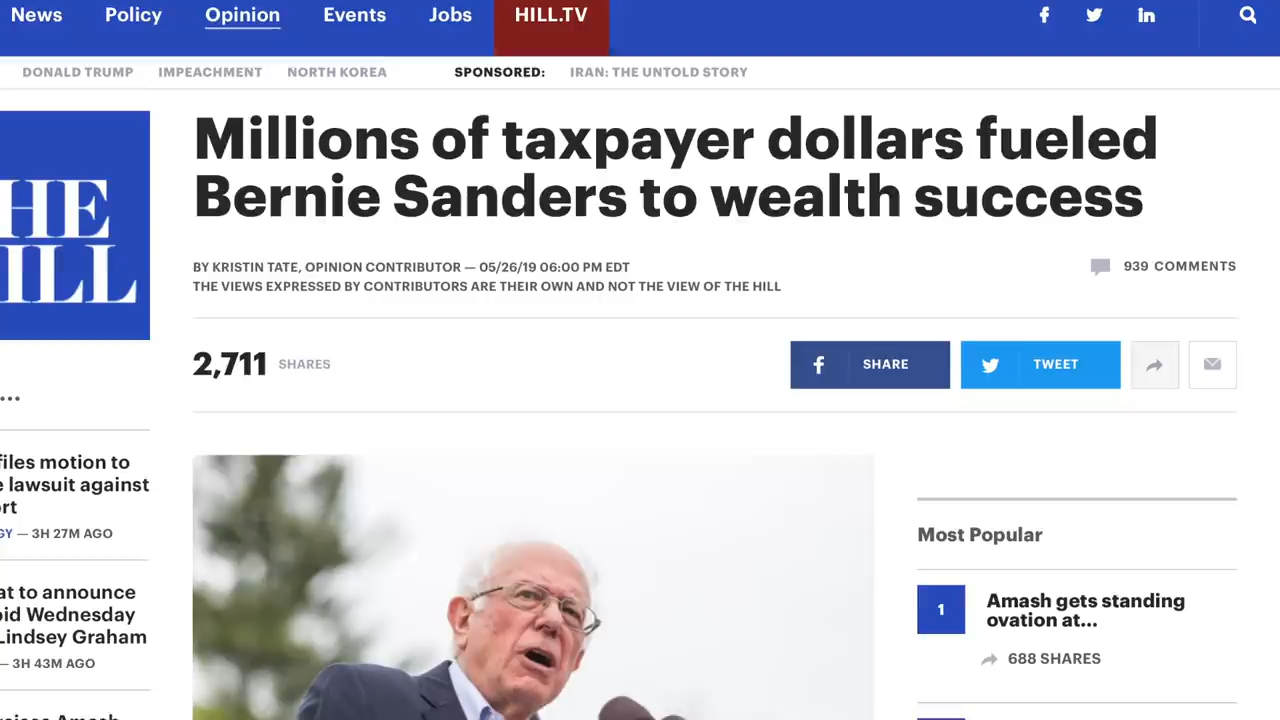 News Policy Opinion Events Jobs HILL.TV
DONALD TRUMP IMPEACHMENT NORTH KOREA SPONSORED: IRAN: THE UNTOLD STORY
HE
ILL
Millions of taxpayer dollars fueled
Bernie Sanders to wealth success
BY KRISTIN TATE, OPINION CONTRIBUTOR — 05/26/19 06:00 PM EDT
THE VIEWS EXPRESSED BY CONTRIBUTORS ARE THEIR OWN AND NOT THE VIEW OF THE HILL
939 COMMENTS
2,711 SHARES
SHARE
TWEET
...
files motion to
e lawsuit against
rt
GY — 3H 27M AGO
at to announce
oid Wednesday
Lindsey Graham
— 3H 43M AGO
Most Popular
1
Amash gets standing
ovation at...
688 SHARES